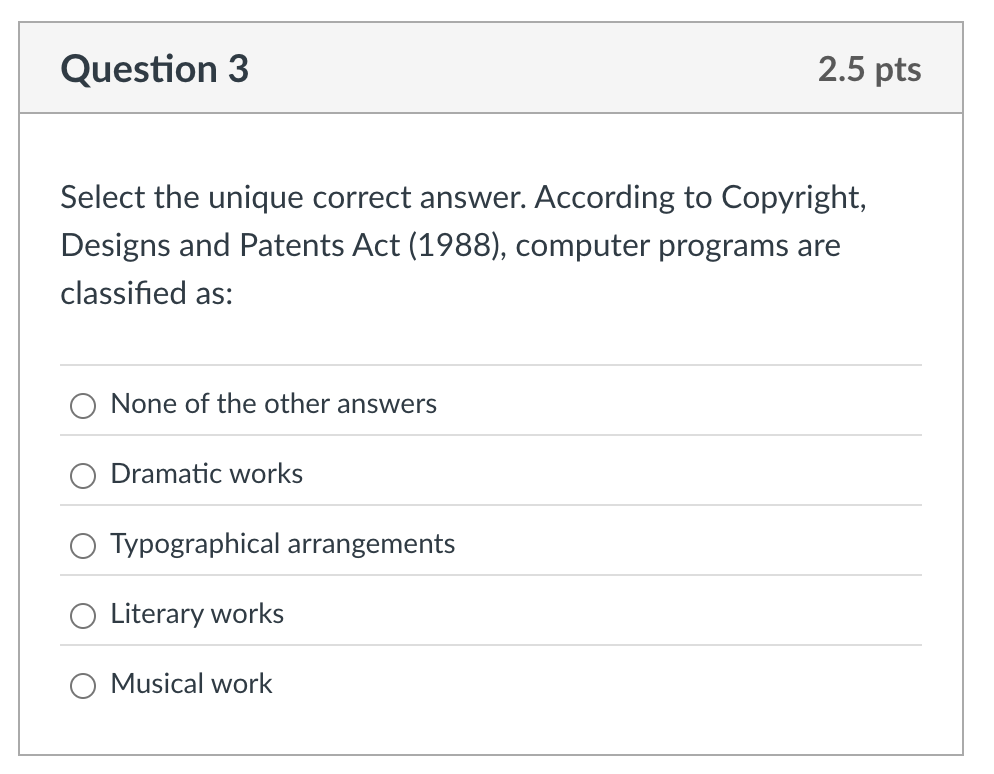 Question 3
2.5 pts
Select the unique correct answer. According to Copyright,
Designs and Patents Act (1988), computer programs are
classified as:
None of the other answers
Dramatic works
Typographical arrangements
Literary works
Musical work